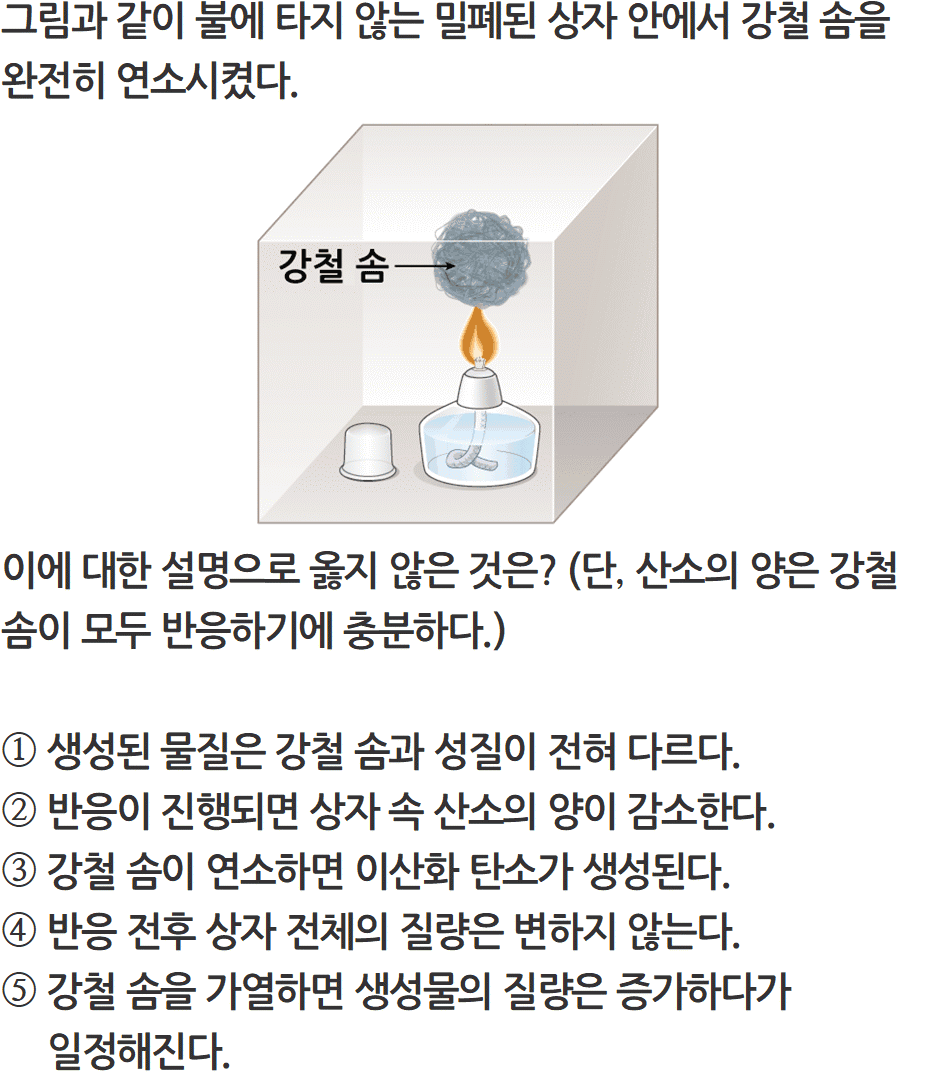 그림과 같이 불에 타지 않는 밀폐된 상자 안에서 강철 솜을
완전히 연소시켰다.
강철 솜
이에 대한 설명으로 옳지 않은 것은? (단, 산소의 양은 강철
솜이 모두 반응하기에 충분하다.)
① 생성된 물질은 강철 솜과 성질이 전혀 다르다.
② 반응이 진행되면 상자 속 산소의 양이 감소한다.
③ 강철 솜이 연소하면 이산화 탄소가 생성된다.
④ 반응 전후 상자 전체의 질량은 변하지 않는다.
⑤ 강철 솜을 가열하면 생성물의 질량은 증가하다가
일정해진다.